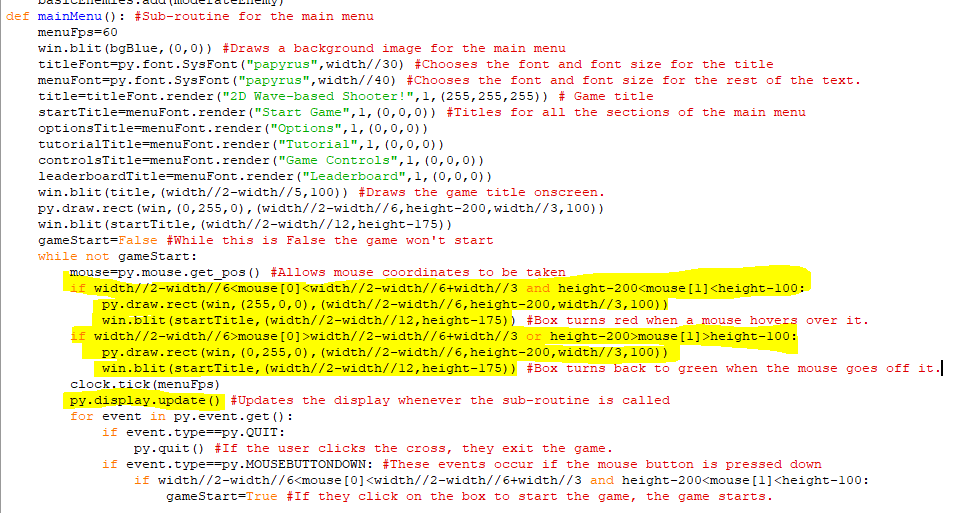 basicEnemies.add(moderateEnemy)
def mainMenu(): #Sub-routine for the main menu
    menuFps=60
    win.blit(bgBlue,(0,0)) #Draws a background image for the main menu
    titleFont=py.font.SysFont("papyrus",width//30) #Chooses the font and font size for the title
    menuFont=py.font.SysFont("papyrus",width//40) #Chooses the font and font size for the rest of the text.
    title=titleFont.render("2D Wave-based Shooter!",1,(255,255,255)) # Game title
    startTitle=menuFont.render("Start Game",1,(0,0,0)) #Titles for all the sections of the main menu
    optionsTitle=menuFont.render("Options",1,(0,0,0))
    tutorialTitle=menuFont.render("Tutorial",1,(0,0,0))
    controlsTitle=menuFont.render("Game Controls",1,(0,0,0))
    leaderboardTitle=menuFont.render("Leaderboard",1,(0,0,0))
    win.blit(title,(width//2-width//5,100)) #Draws the game title onscreen.
    py.draw.rect(win,(0,255,0),(width//2-width//6,height-200,width//3,100))
    win.blit(startTitle,(width//2-width//12,height-175))
    gameStart=False #While this is False the game won't start
    while not gameStart:
        mouse=py.mouse.get_pos() #Allows mouse coordinates to be taken
        if width//2-width//6<mouse[0]<width//2-width//6+width//3 and height-200<mouse[1]<height-100:
            py.draw.rect(win,(255,0,0),(width//2-width//6,height-200,width//3,100))
            win.blit(startTitle,(width//2-width//12,height-175)) #Box turns red when a mouse hovers over it.
        if width//2-width//6>mouse[0]>width//2-width//6+width//3 or height-200>mouse[1]>height-100:
            py.draw.rect(win,(0,255,0),(width//2-width//6,height-200,width//3,100))
            win.blit(startTitle,(width//2-width//12,height-175)) #Box turns back to green when the mouse goes off it.
        clock.tick(menuFps)
        py.display.update() #Updates the display whenever the sub-routine is called
        for event in py.event.get():
            if event.type==py.QUIT:
                py.quit() #If the user clicks the cross, they exit the game.
            if event.type==py.MOUSEBUTTONDOWN: #These events occur if the mouse button is pressed down
                if width//2-width//6<mouse[0]<width//2-width//6+width//3 and height-200<mouse[1]<height-100:
                    gameStart=True #If they click on the box to start the game, the game starts.